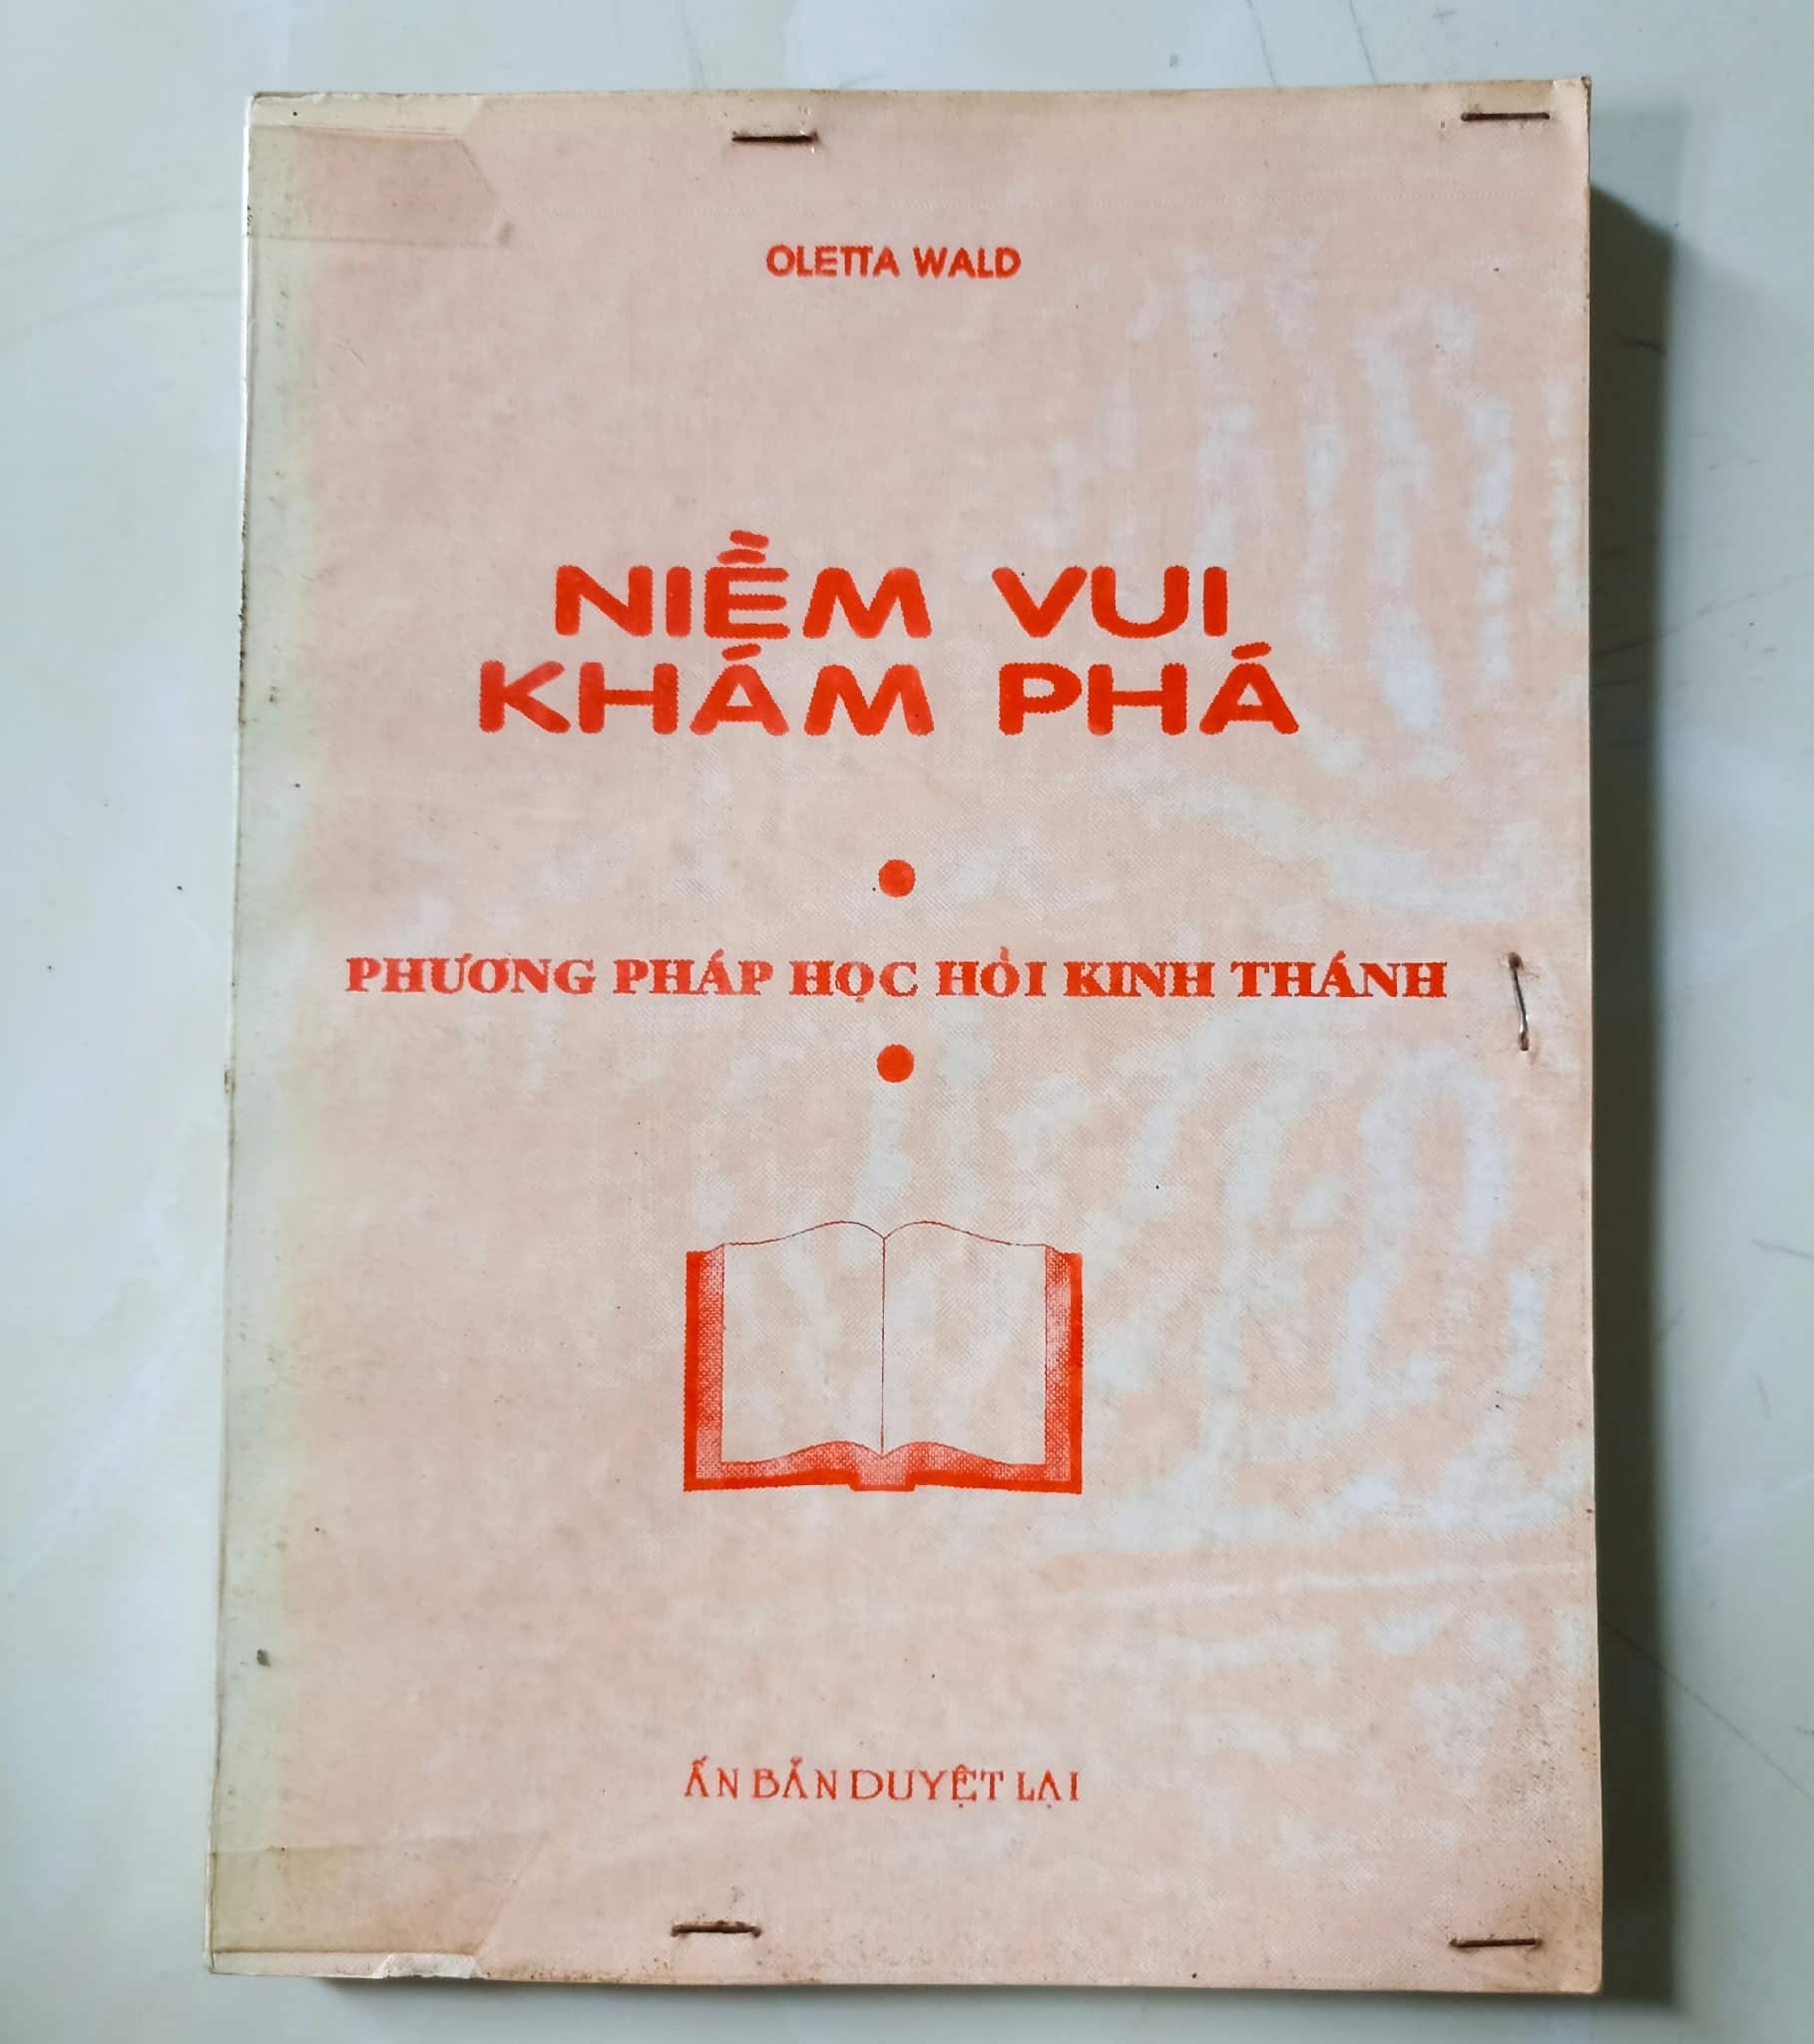 OLETTA WALD
NIỀM VUI
KHÁM PHÁ
PHƯƠNG PHÁP HỌC HỎI KINH THÁNH
ẤN BẢN DUYỆT LẠI